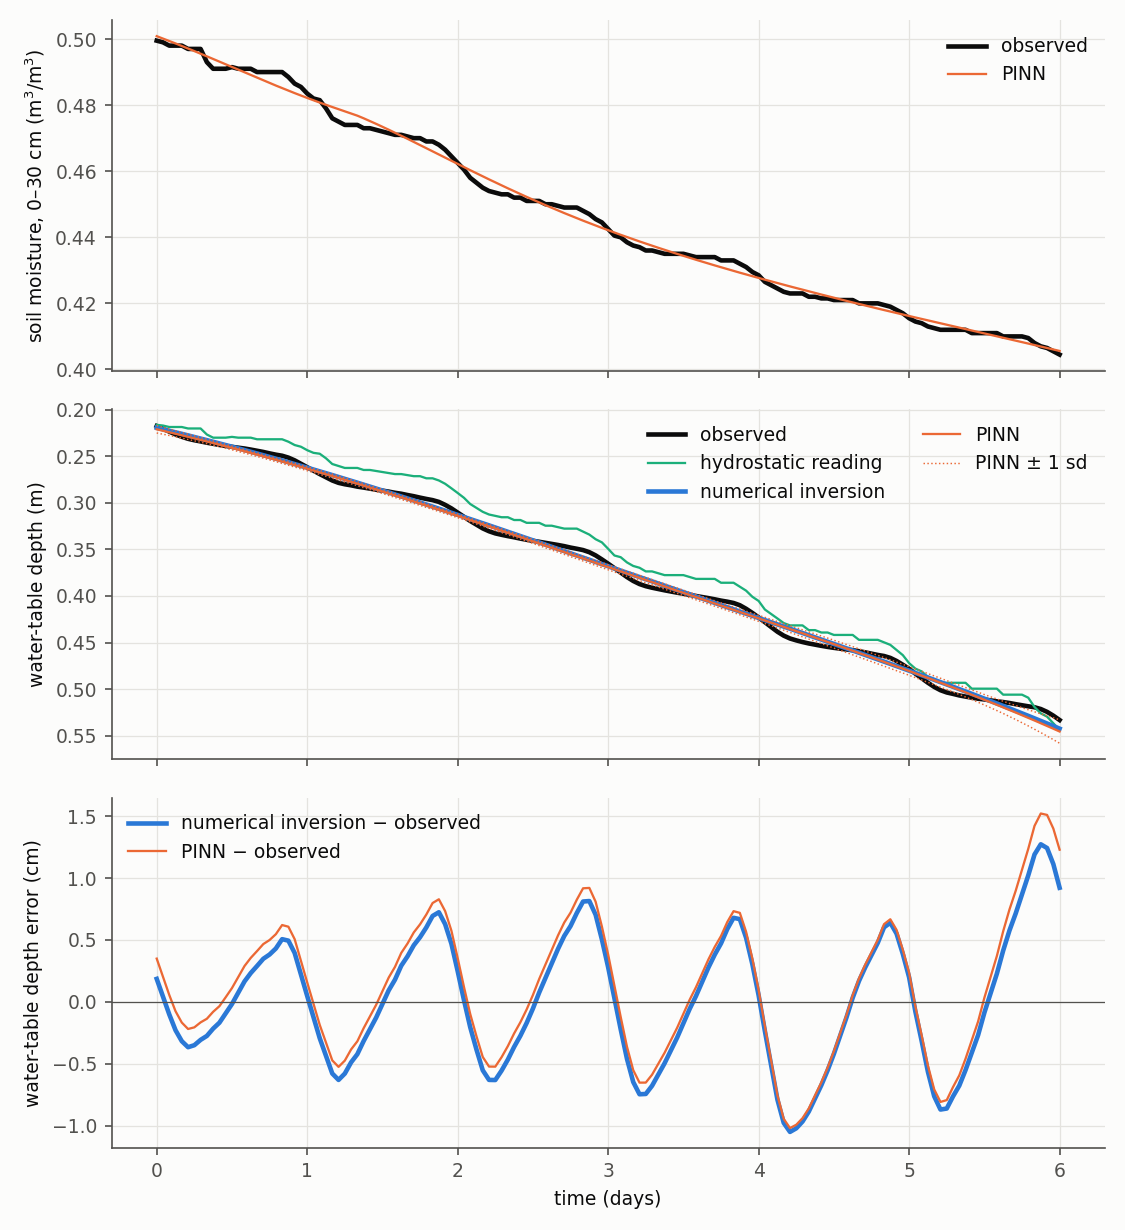 observed
PINN
soil moisture, 0–30 cm (m³/m³)
0.50
0.48
0.46
0.44
0.42
0.40
observed
hydrostatic reading
numerical inversion
PINN
PINN ± 1 sd
water-table depth (m)
0.20
0.25
0.30
0.35
0.40
0.45
0.50
0.55
numerical inversion − observed
PINN − observed
water-table depth error (cm)
1.5
1.0
0.5
0.0
−0.5
−1.0
0 1 2 3 4 5 6
time (days)